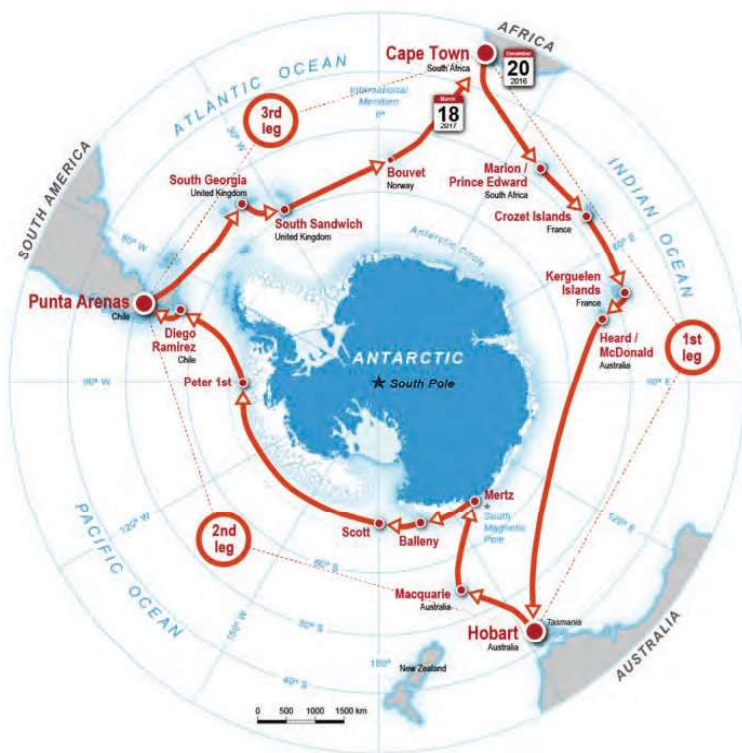 AFRICA
Cape Town
South Africa
December
20
2016
ATLANTIC OCEAN
International
Meridien
0°
March
18
2017
3rd
leg
30° W
South Georgia
United Kingdom
South Sandwich
United Kingdom
Bouvet
Norway
Marion /
Prince Edward
South Africa
Crozet Islands
France
INDIAN OCEAN
60° E
SOUTH AMERICA
60° W
Antarctic Circle
Kerguelen
Islands
France
Punta Arenas
Chile
Diego
Ramirez
Chile
Heard /
McDonald
Australia
1st
leg
ANTARCTIC
South Pole
90° W
Peter 1st
90° E
Mertz
South
Magnetic
Pole
Scott
Balleny
120° W
2nd
leg
120° E
60° S
PACIFIC OCEAN
Macquarie
Australia
Hobart
Australia
Tasmania
150° W
50° S
180°
New Zealand
40° S
AUSTRALIA
0 500 1000 1500 km